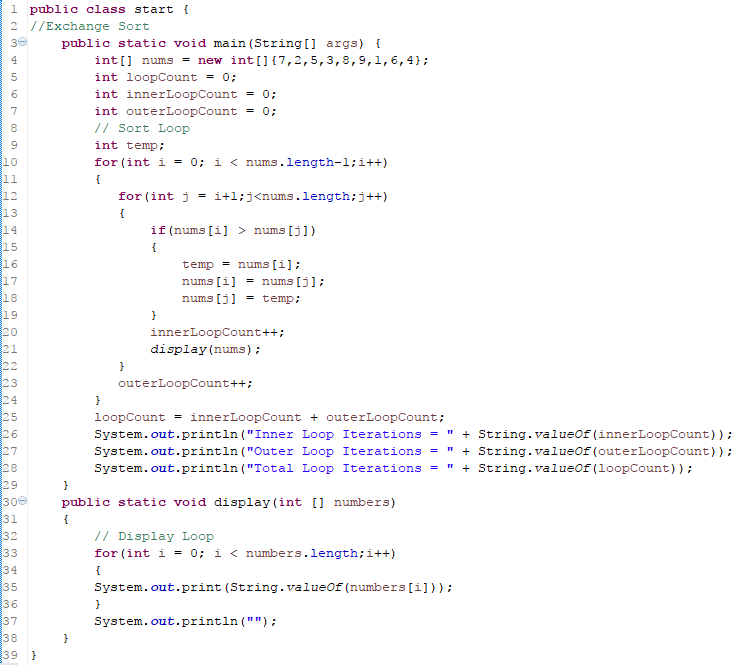 1 public class start {
2 //Exchange Sort
3 public static void main(String[] args) {
4 int[] nums = new int[]{7,2,5,3,8,9,1,6,4};
5 int loopCount = 0;
6 int innerLoopCount = 0;
7 int outerLoopCount = 0;
8 // Sort Loop
9 int temp;
10 for(int i = 0; i < nums.length-1;i++)
11 {
12 for(int j = i+1;j<nums.length;j++)
13 {
14 if(nums[i] > nums[j])
15 {
16 temp = nums[i];
17 nums[i] = nums[j];
18 nums[j] = temp;
19 }
20 innerLoopCount++;
21 display(nums);
22 }
23 outerLoopCount++;
24 }
25 loopCount = innerLoopCount + outerLoopCount;
26 System.out.println("Inner Loop Iterations = " + String.valueOf(innerLoopCount));
27 System.out.println("Outer Loop Iterations = " + String.valueOf(outerLoopCount));
28 System.out.println("Total Loop Iterations = " + String.valueOf(loopCount));
29 }
30 public static void display(int [] numbers)
31 {
32 // Display Loop
33 for(int i = 0; i < numbers.length;i++)
34 {
35 System.out.print(String.valueOf(numbers[i]));
36 }
37 System.out.println("");
38 }
39 }